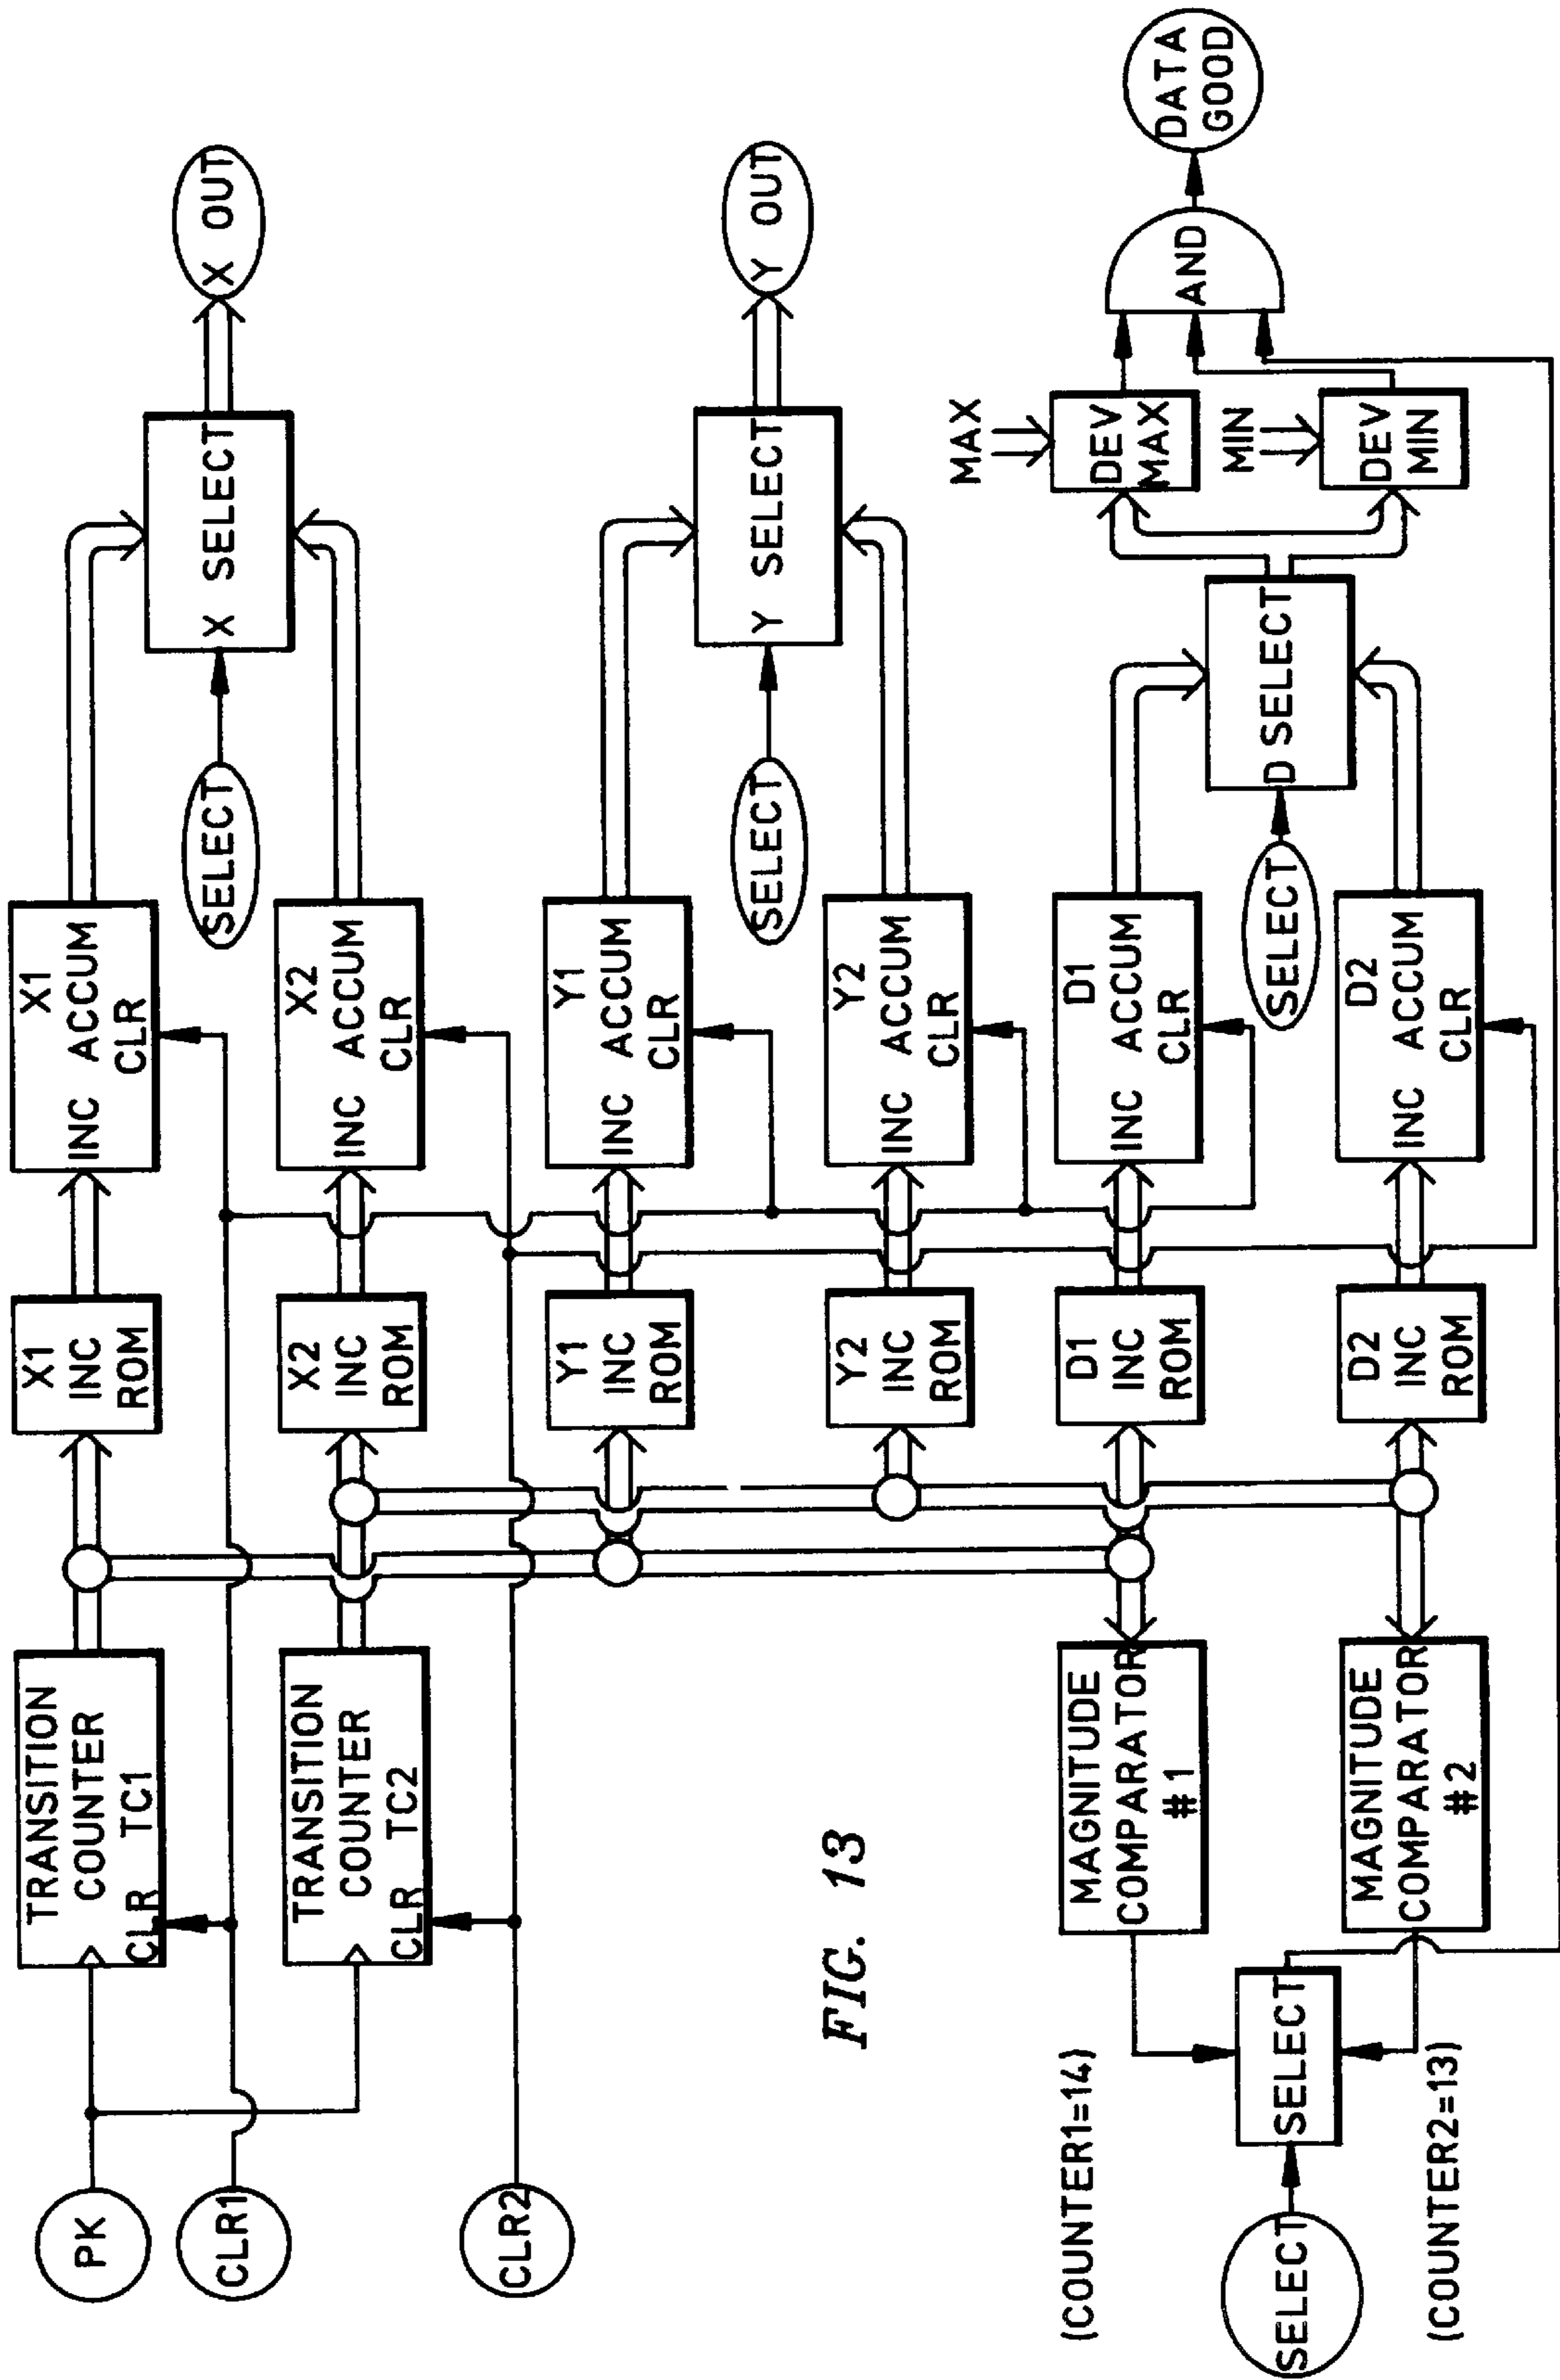 PK
CLR1
CLR2
TRANSITION
COUNTER
TC1
CLR
TRANSITION
COUNTER
TC2
CLR
X1
INC
ROM
X1
INC ACCUM
CLR
X2
INC
ROM
X2
INC ACCUM
CLR
SELECT
X SELECT
X OUT
Y1
INC
ROM
Y1
INC ACCUM
CLR
Y2
INC
ROM
Y2
INC ACCUM
CLR
SELECT
Y SELECT
Y OUT
FIG. 13
(COUNTER1=14)
MAGNITUDE
COMPARATOR
#1
SELECT
SELECT
(COUNTER2=13)
MAGNITUDE
COMPARATOR
#2
D1
INC
ROM
D1
INC ACCUM
CLR
D2
INC
ROM
D2
INC ACCUM
CLR
SELECT
D SELECT
MAX
DEV
MAX
MIN
DEV
MIN
AND
DATA
GOOD